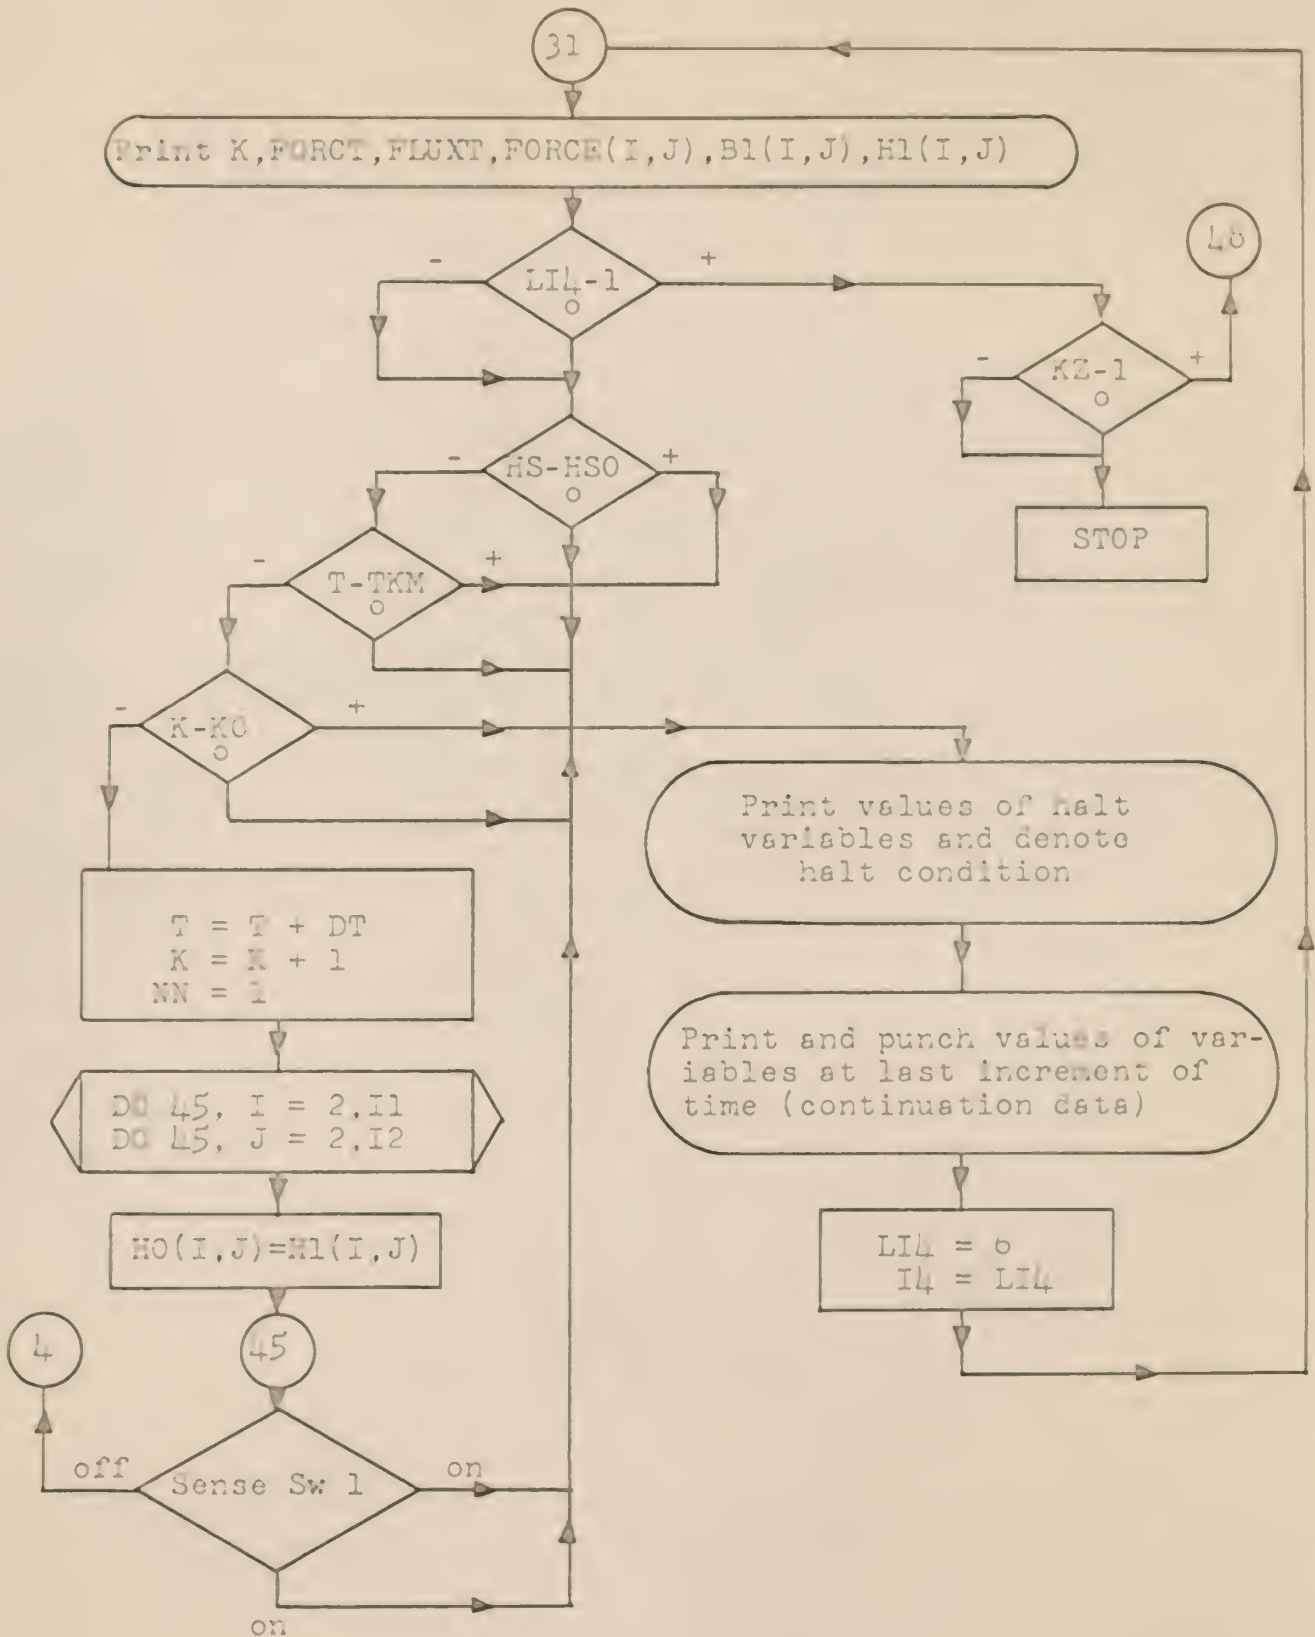 31
Print K,FORCT,FLUXT,FORCE(I,J),B1(I,J),H1(I,J)
48
-
LI4-1
0
+
-
KZ-1
0
+
-
HS-HSO
0
+
STOP
-
T-TKM
0
+
-
K-KO
0
+
Print values of halt
variables and denote
halt condition
T = T + DT
K = K + 1
NN = 1
Print and punch values of var-
iables at last increment of
time (continuation data)
DO 45, I = 2,I1
DO 45, J = 2,I2
HO(I,J)=H1(I,J)
LI4 = 6
I4 = LI4
4
45
off
Sense Sw 1
on
on